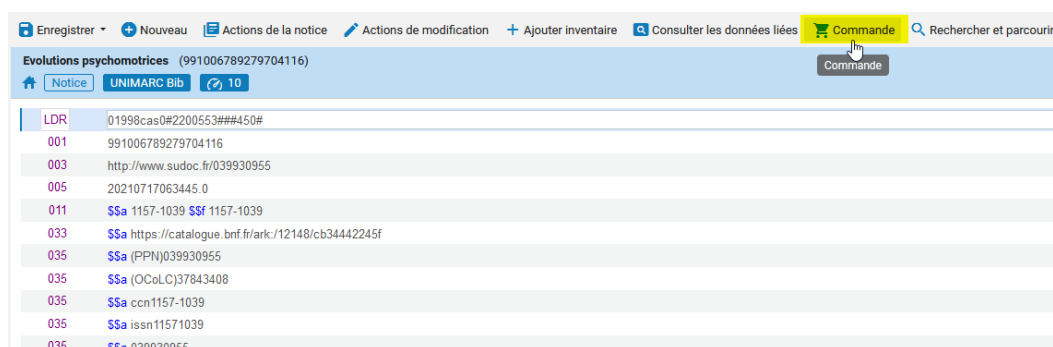 Enregistrer Nouveau Actions de la notice Actions de modification Ajouter inventaire Consulter les données liées Commande Rechercher et parcourir
Evolutions psychomotrices (991006789279704116)
Commande
Notice UNIMARC Bib 10
LDR 01998cas0#2200553###450#
001 991006789279704116
003 http://www.sudoc.fr/039930955
005 20210717063445.0
011 $$a 1157-1039 $$f 1157-1039
033 $$a https://catalogue.bnf.fr/ark:/12148/cb34442245f
035 $$a (PPN)039930955
035 $$a (OCoLC)37843408
035 $$a ccn1157-1039
035 $$a issn11571039
035 $$a 039930955